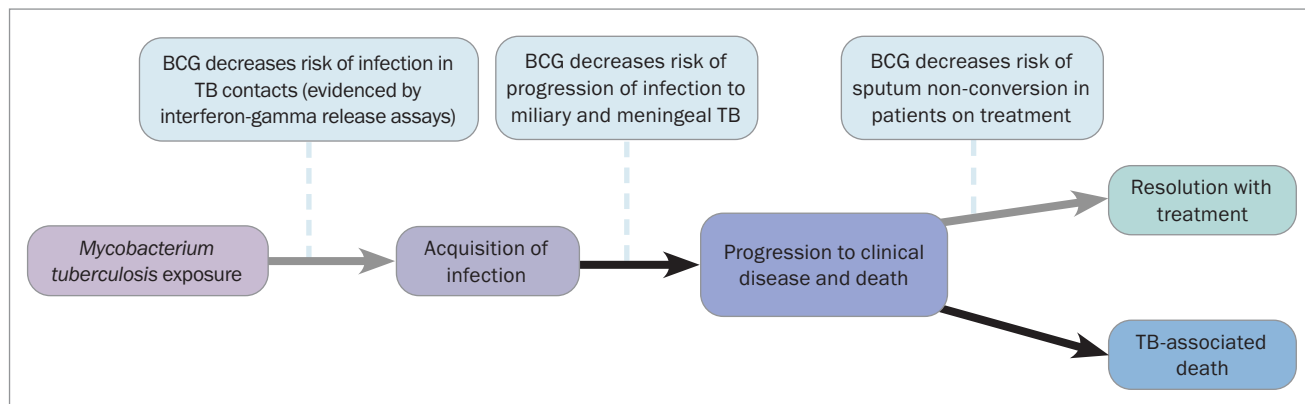 BCG decreases risk of infection in
TB contacts (evidenced by
interferon-gamma release assays)
BCG decreases risk of
progression of infection to
miliary and meningeal TB
BCG decreases risk of
sputum non-conversion in
patients on treatment
Mycobacterium
tuberculosis exposure
Acquisition of
infection
Progression to clinical
disease and death
Resolution with
treatment
TB-associated
death